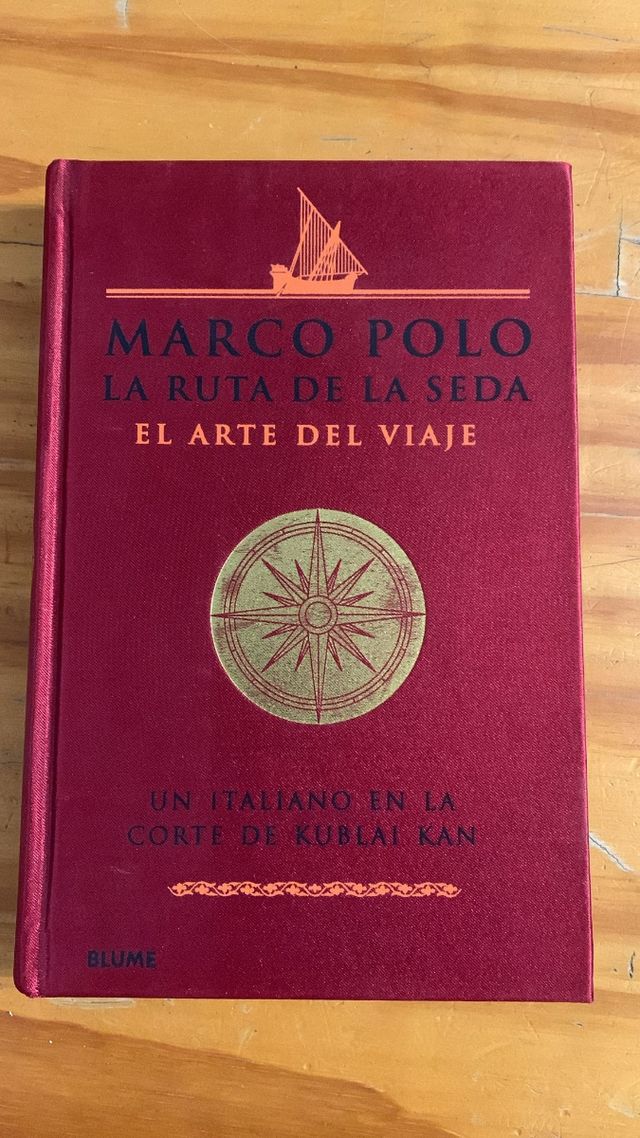 MARCO POLO
LA RUTA DE LA SEDA
EL ARTE DEL VIAJE
UN ITALIANO EN LA
CORTE DE KUBLAI KAN
BLUME